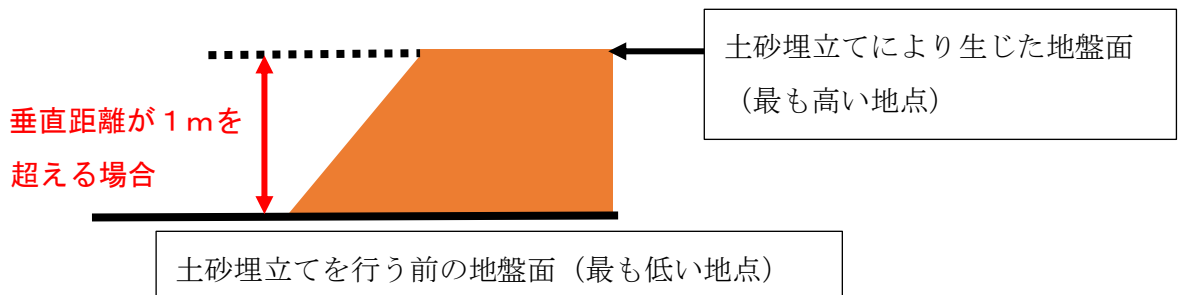 土砂埋立てにより生じた地盤面
（最も高い地点）
垂直距離が１ｍを
超える場合
土砂埋立てを行う前の地盤面（最も低い地点）